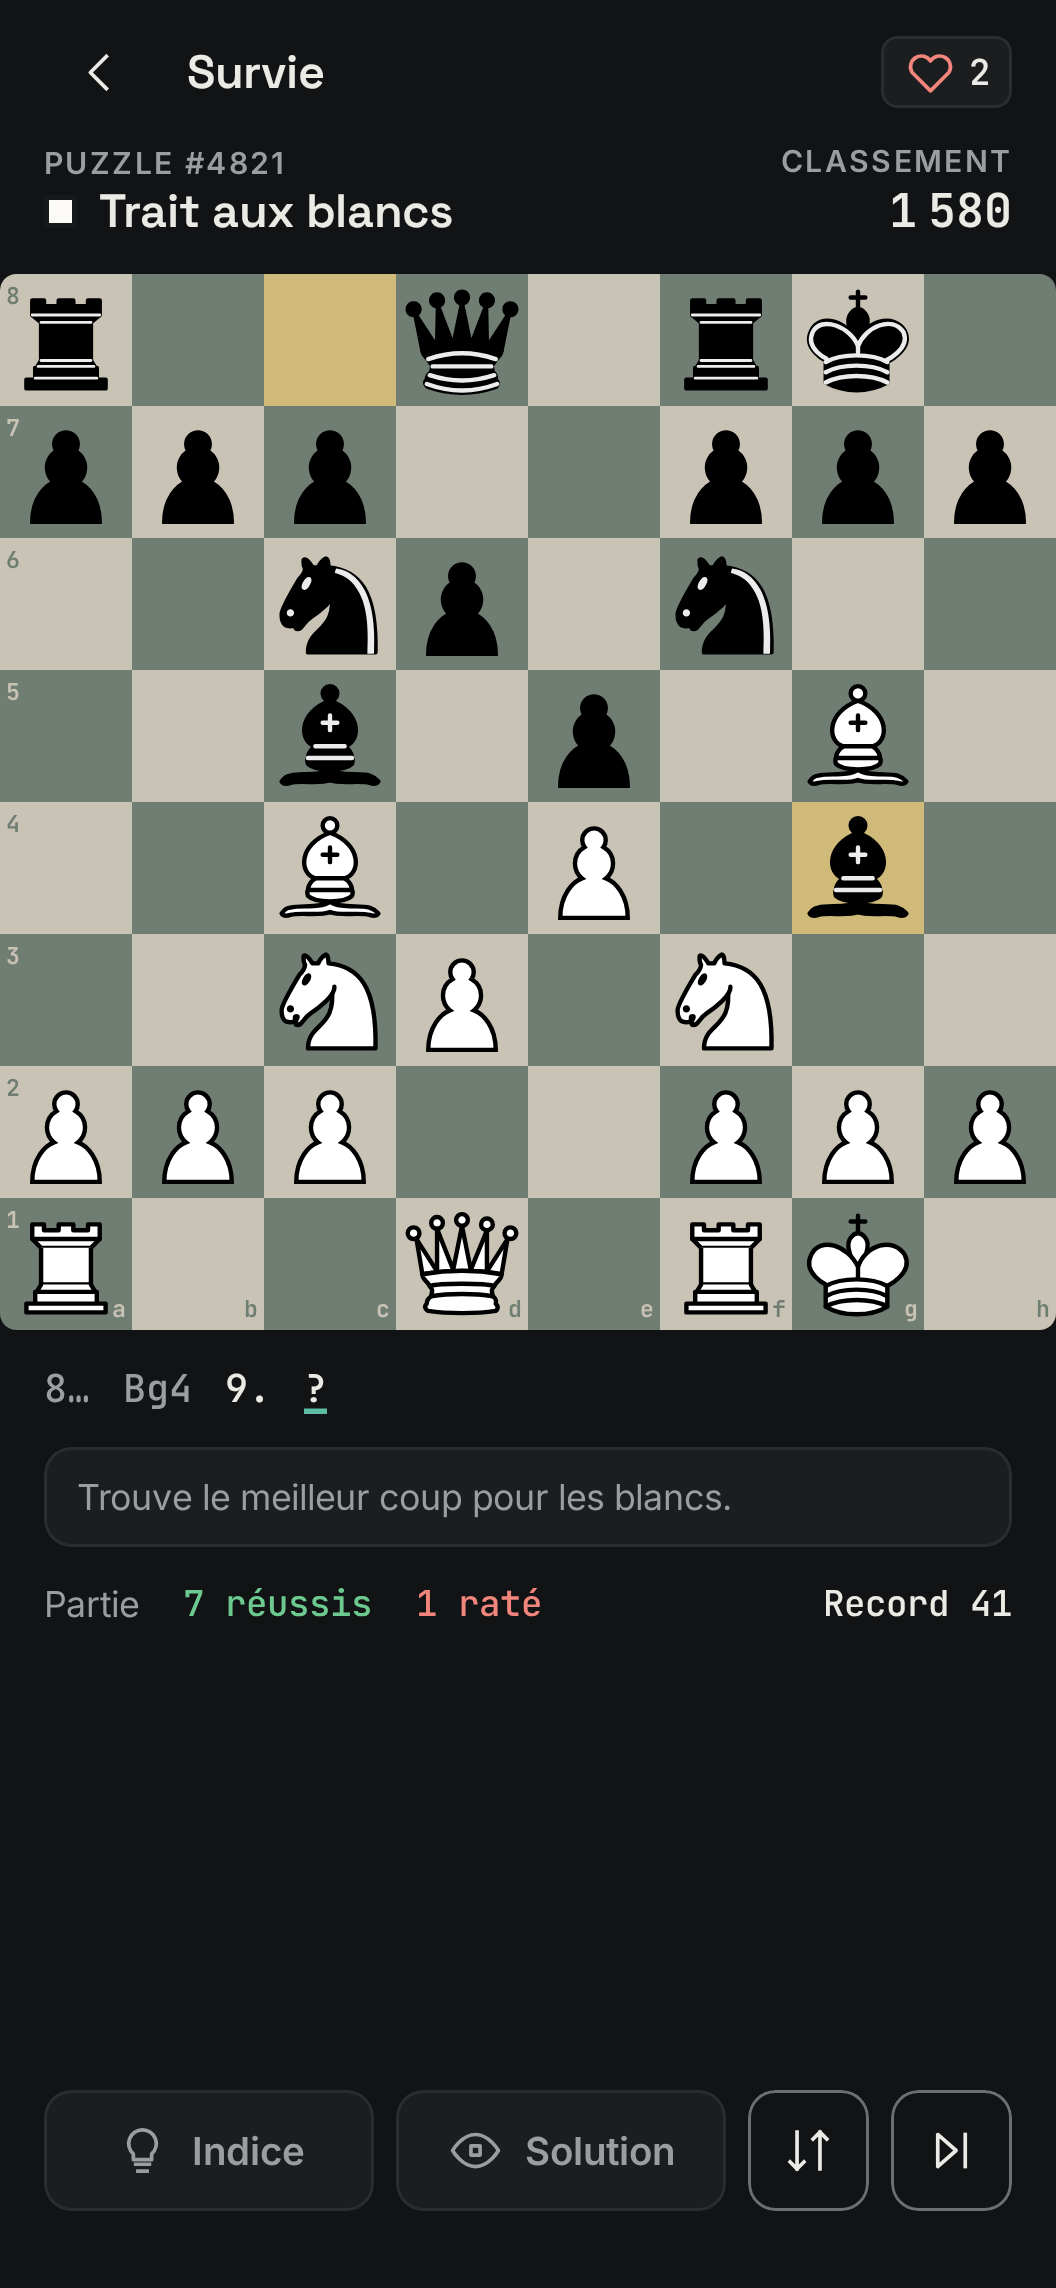 Survie
2
PUZZLE #4821
CLASSEMENT
Trait aux blancs
1 580
8
7
6
5
4
3
2
1
a b c d e f g h
8… Bg4 9. ?
Trouve le meilleur coup pour les blancs.
Partie 7 réussis 1 raté Record 41
Indice
Solution